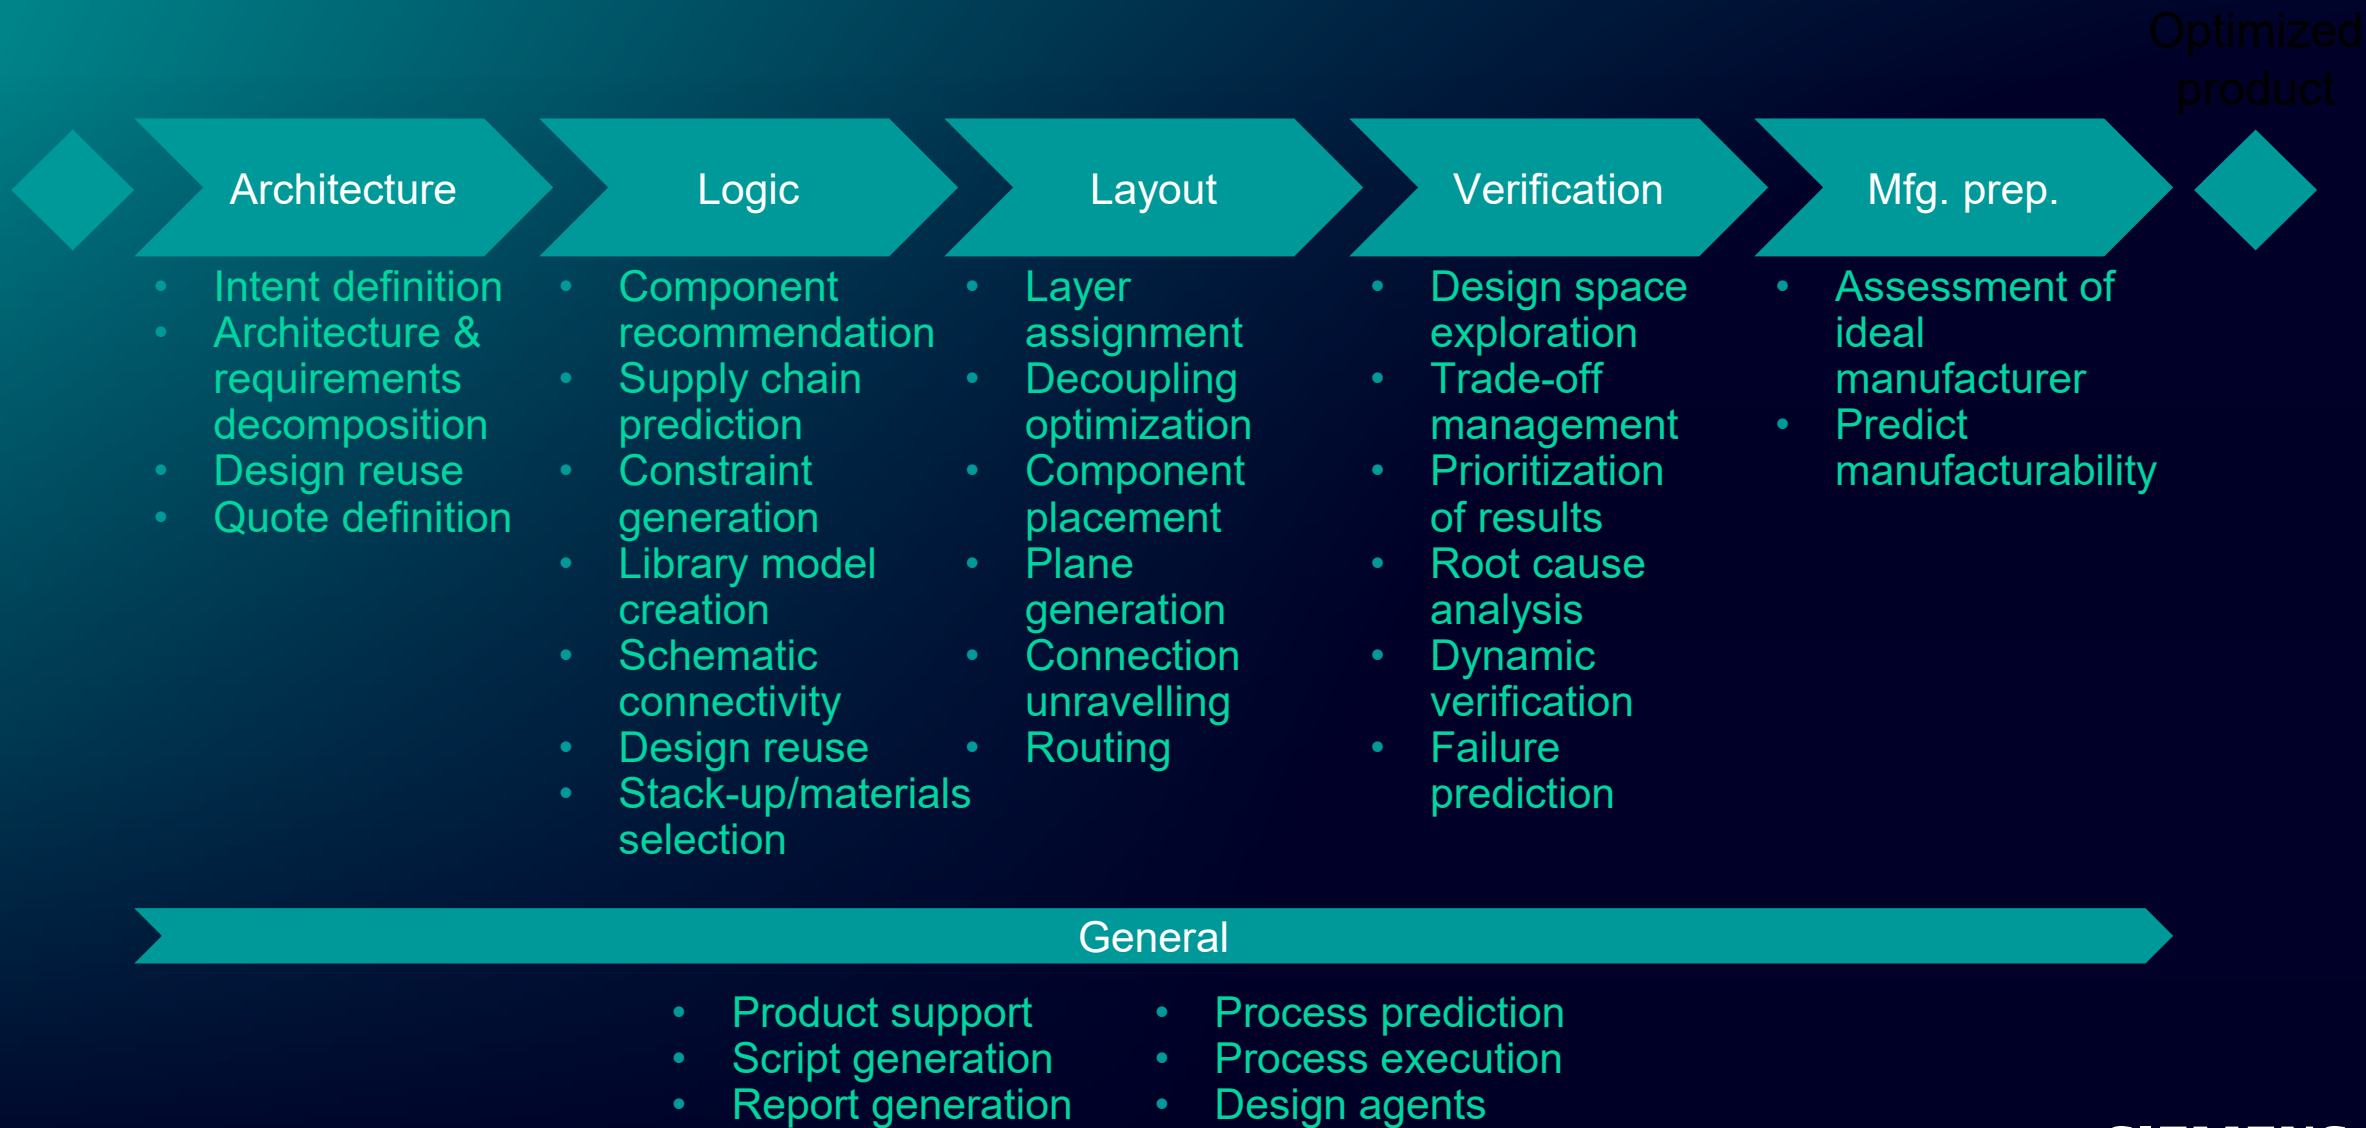 Optimized
product
Architecture
Logic
Layout
Verification
Mfg. prep.
• Intent definition
• Architecture &
requirements
decomposition
• Design reuse
• Quote definition
• Component
recommendation
• Supply chain
prediction
• Constraint
generation
• Library model
creation
• Schematic
connectivity
• Design reuse
• Stack-up/materials
selection
• Layer
assignment
• Decoupling
optimization
• Component
placement
• Plane
generation
• Connection
unravelling
• Routing
• Design space
exploration
• Trade-off
management
• Prioritization
of results
• Root cause
analysis
• Dynamic
verification
• Failure
prediction
• Assessment of
ideal
manufacturer
• Predict
manufacturability
General
• Product support
• Script generation
• Report generation
• Process prediction
• Process execution
• Design agents